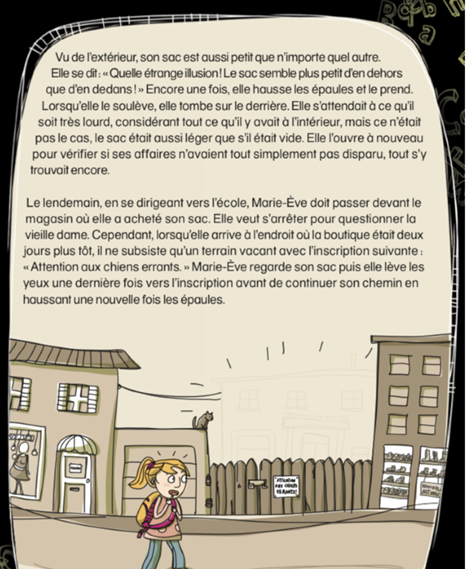 Vu de l'extérieur, son sac est aussi petit que n'importe quel autre.
Elle se dit : « Quelle étrange illusion! Le sac semble plus petit d'en dehors
que d'en dedans! » Encore une fois, elle hausse les épaules et le prend.
Lorsqu'elle le soulève, elle tombe sur le derrière. Elle s'attendait à ce qu'il
soit très lourd, considérant tout ce qu'il y avait à l'intérieur, mais ce n'était
pas le cas, le sac était aussi léger que s'il était vide. Elle l'ouvre à nouveau
pour vérifier si ses affaires n'avaient tout simplement pas disparu, tout s'y
trouvait encore.
Le lendemain, en se dirigeant vers l'école, Marie-Ève doit passer devant le
magasin où elle a acheté son sac. Elle veut s'arrêter pour questionner la
vieille dame. Cependant, lorsqu'elle arrive à l'endroit où la boutique était deux
jours plus tôt, il ne subsiste qu'un terrain vacant avec l'inscription suivante :
« Attention aux chiens errants. » Marie-Ève regarde son sac puis elle lève les
yeux une dernière fois vers l'inscription avant de continuer son chemin en
haussant une nouvelle fois les épaules.
ATTENTION
AUX CHIENS
ERRANTS!